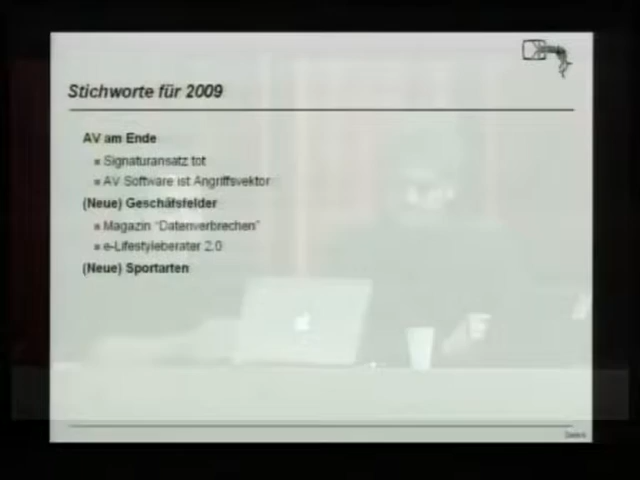 Stichworte für 2009
AV am Ende
Signaturansatz tot
AV Software ist Angriffsvektor
(Neue) Geschäfsfelder
Magazin "Datenverbrechen"
e-Lifestyleberater 2.0
(Neue) Sportarten